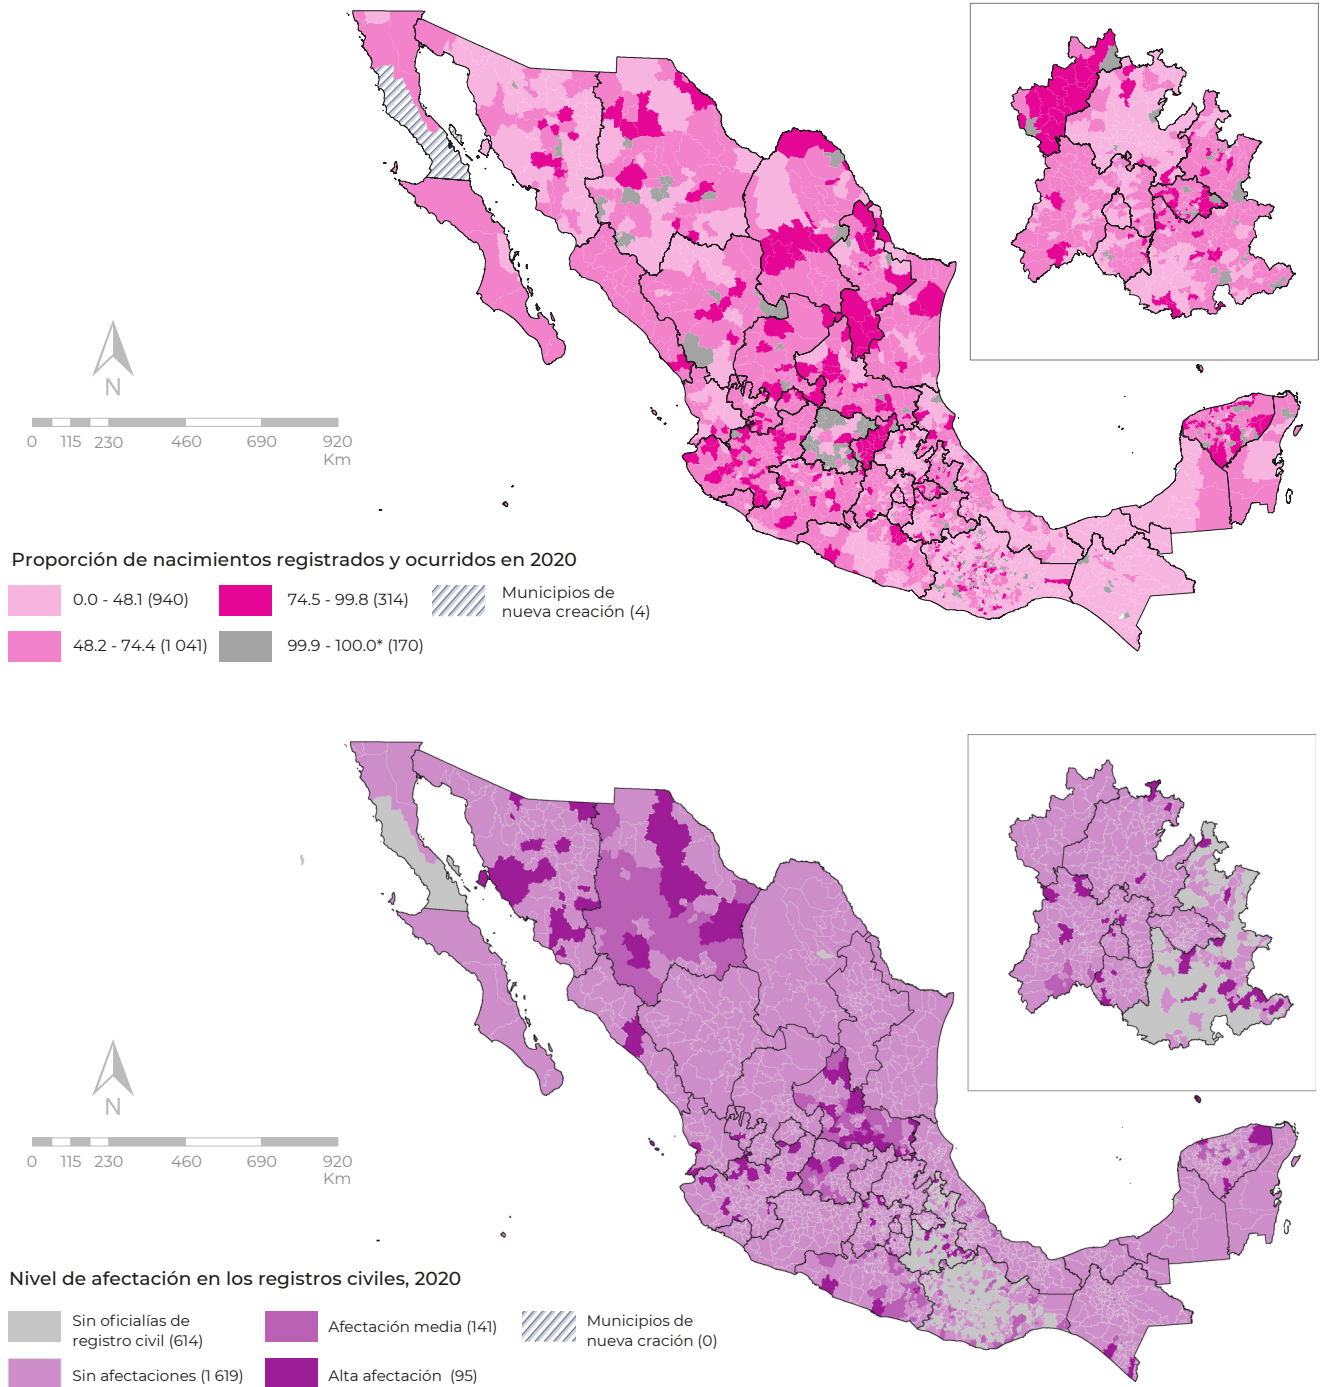 N
0 115 230 460 690 920
Km
Proporción de nacimientos registrados y ocurridos en 2020
0.0 - 48.1 (940)
74.5 - 99.8 (314)
Municipios de
nueva creación (4)
48.2 - 74.4 (1 041)
99.9 - 100.0* (170)
N
0 115 230 460 690 920
Km
Nivel de afectación en los registros civiles, 2020
Sin oficialías de
registro civil (614)
Afectación media (141)
Municipios de
nueva cración (0)
Sin afectaciones (1 619)
Alta afectación (95)